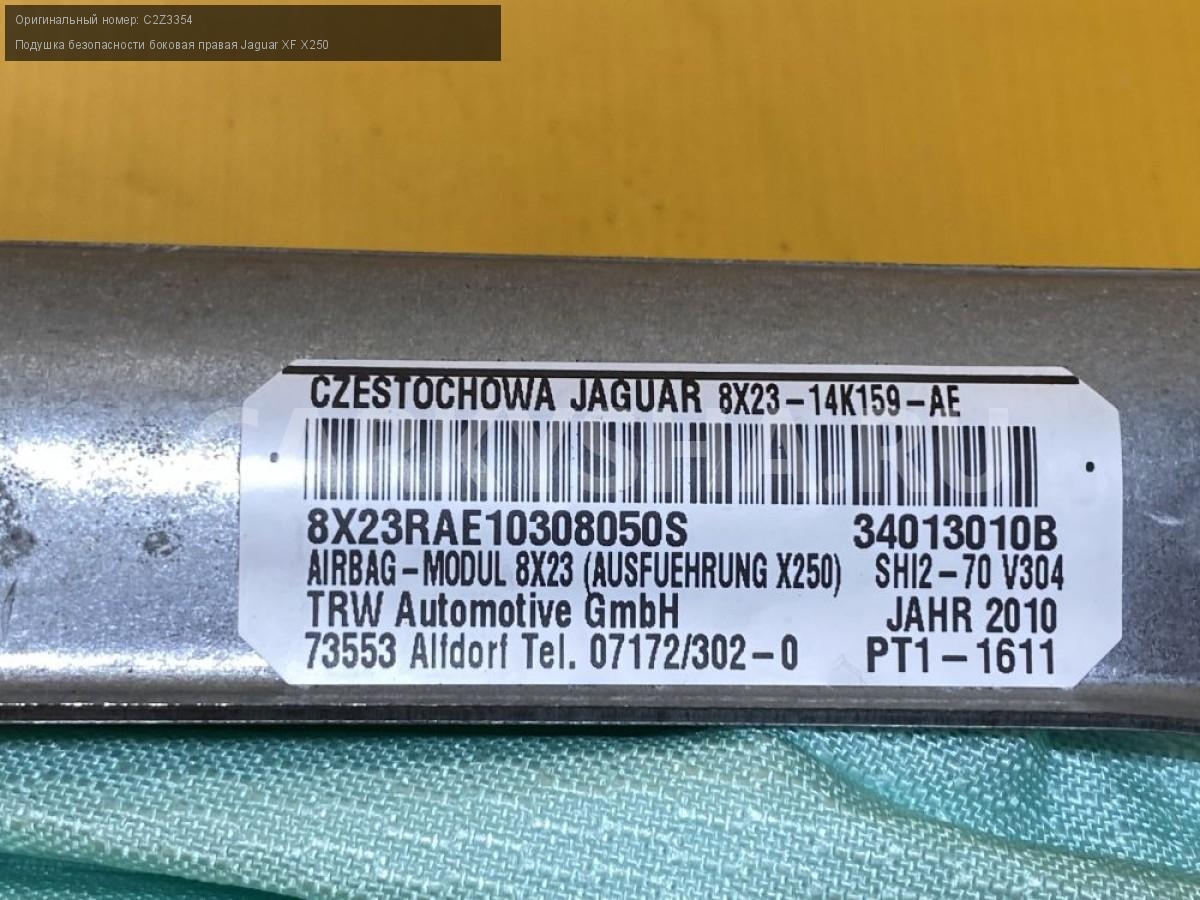 Оригинальный номер: C2Z3354
Подушка безопасности боковая правая Jaguar XF X250
CZESTOCHOWA JAGUAR 8X23-14K159-AE
CARKYSHA.RU
8X23RAE10308050S 34013010B
AIRBAG-MODUL 8X23 (AUSFUEHRUNG X250) SHI2-70 V304
TRW Automotive GmbH JAHR 2010
73553 Alfdorf Tel. 07172/302-0 PT1-1611